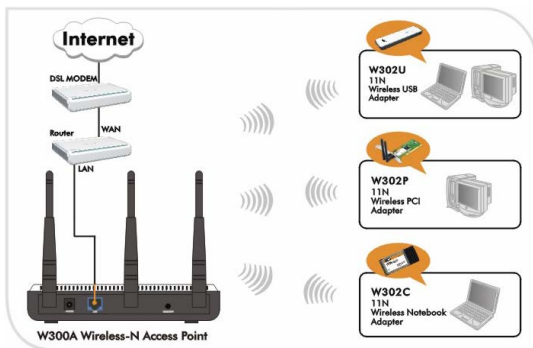 Internet
DSL MODEM
WAN
Router
LAN
W300A Wireless-N Access Point
W302U
11N
Wireless USB
Adapter
W302P
11N
Wireless PCI
Adapter
W302C
11N
Wireless Notebook
Adapter